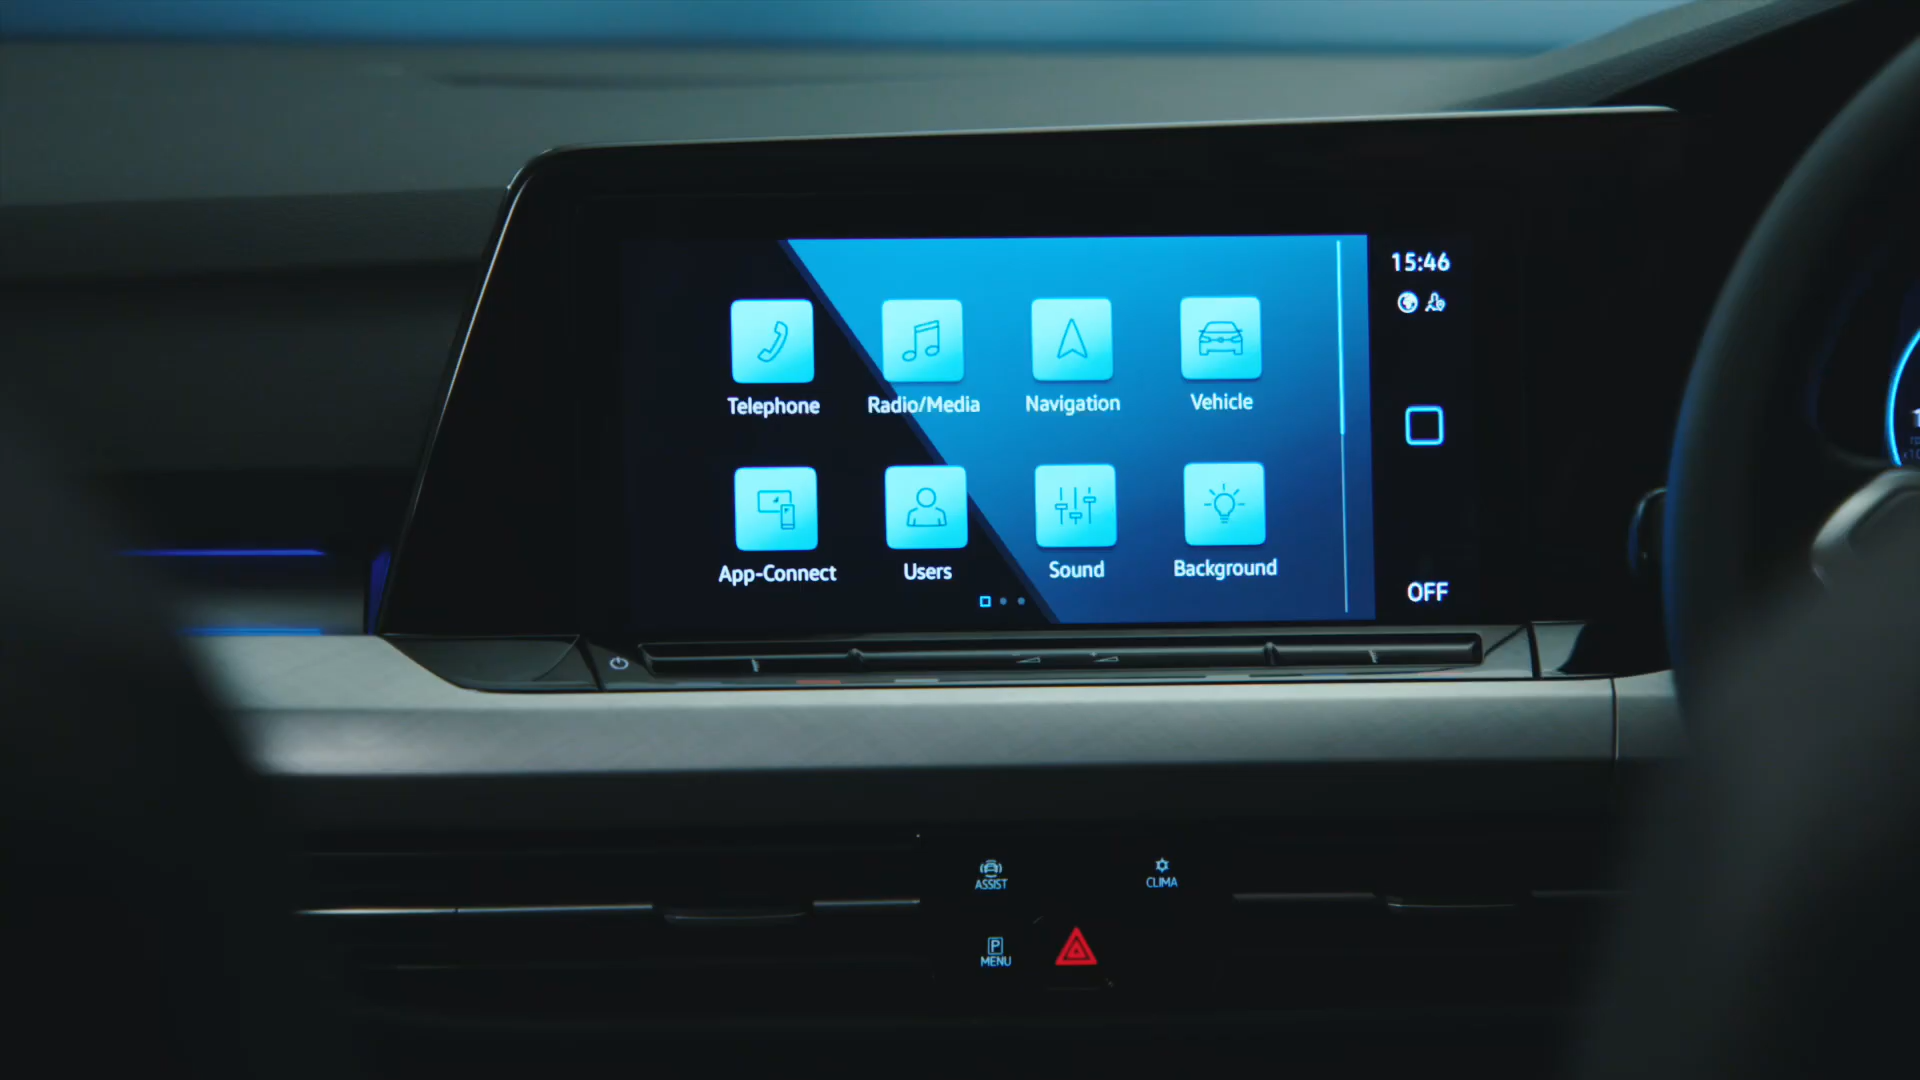 15:46
Telephone
Radio/Media
Navigation
Vehicle
App-Connect
Users
Sound
Background
OFF
ASSIST
CLIMA
P
MENU